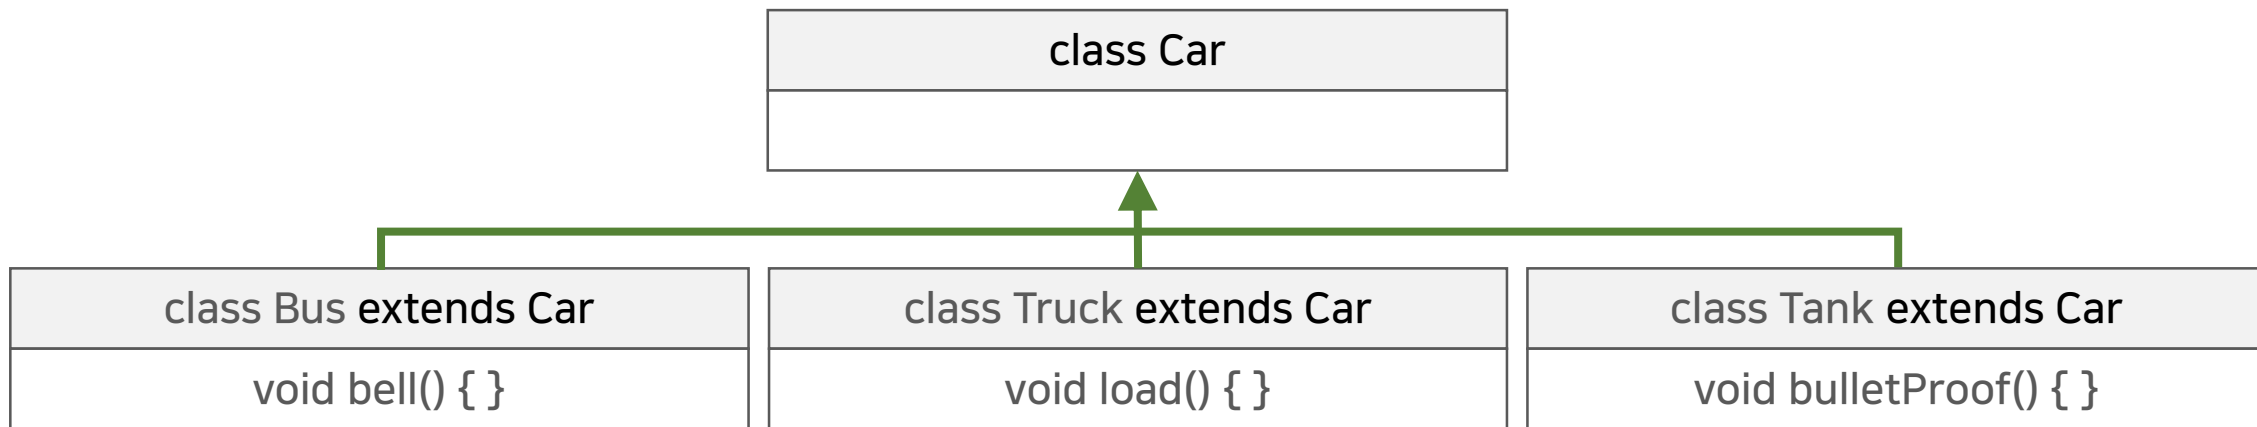 class Car
class Bus extends Car
class Truck extends Car
class Tank extends Car
void bell() { }
void load() { }
void bulletProof() { }